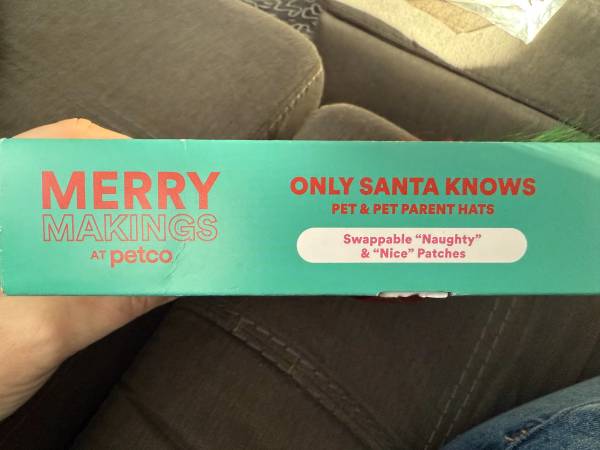 MERRY
MAKINGS
AT petco
ONLY SANTA KNOWS
PET & PET PARENT HATS
Swappable “Naughty”
& “Nice” Patches